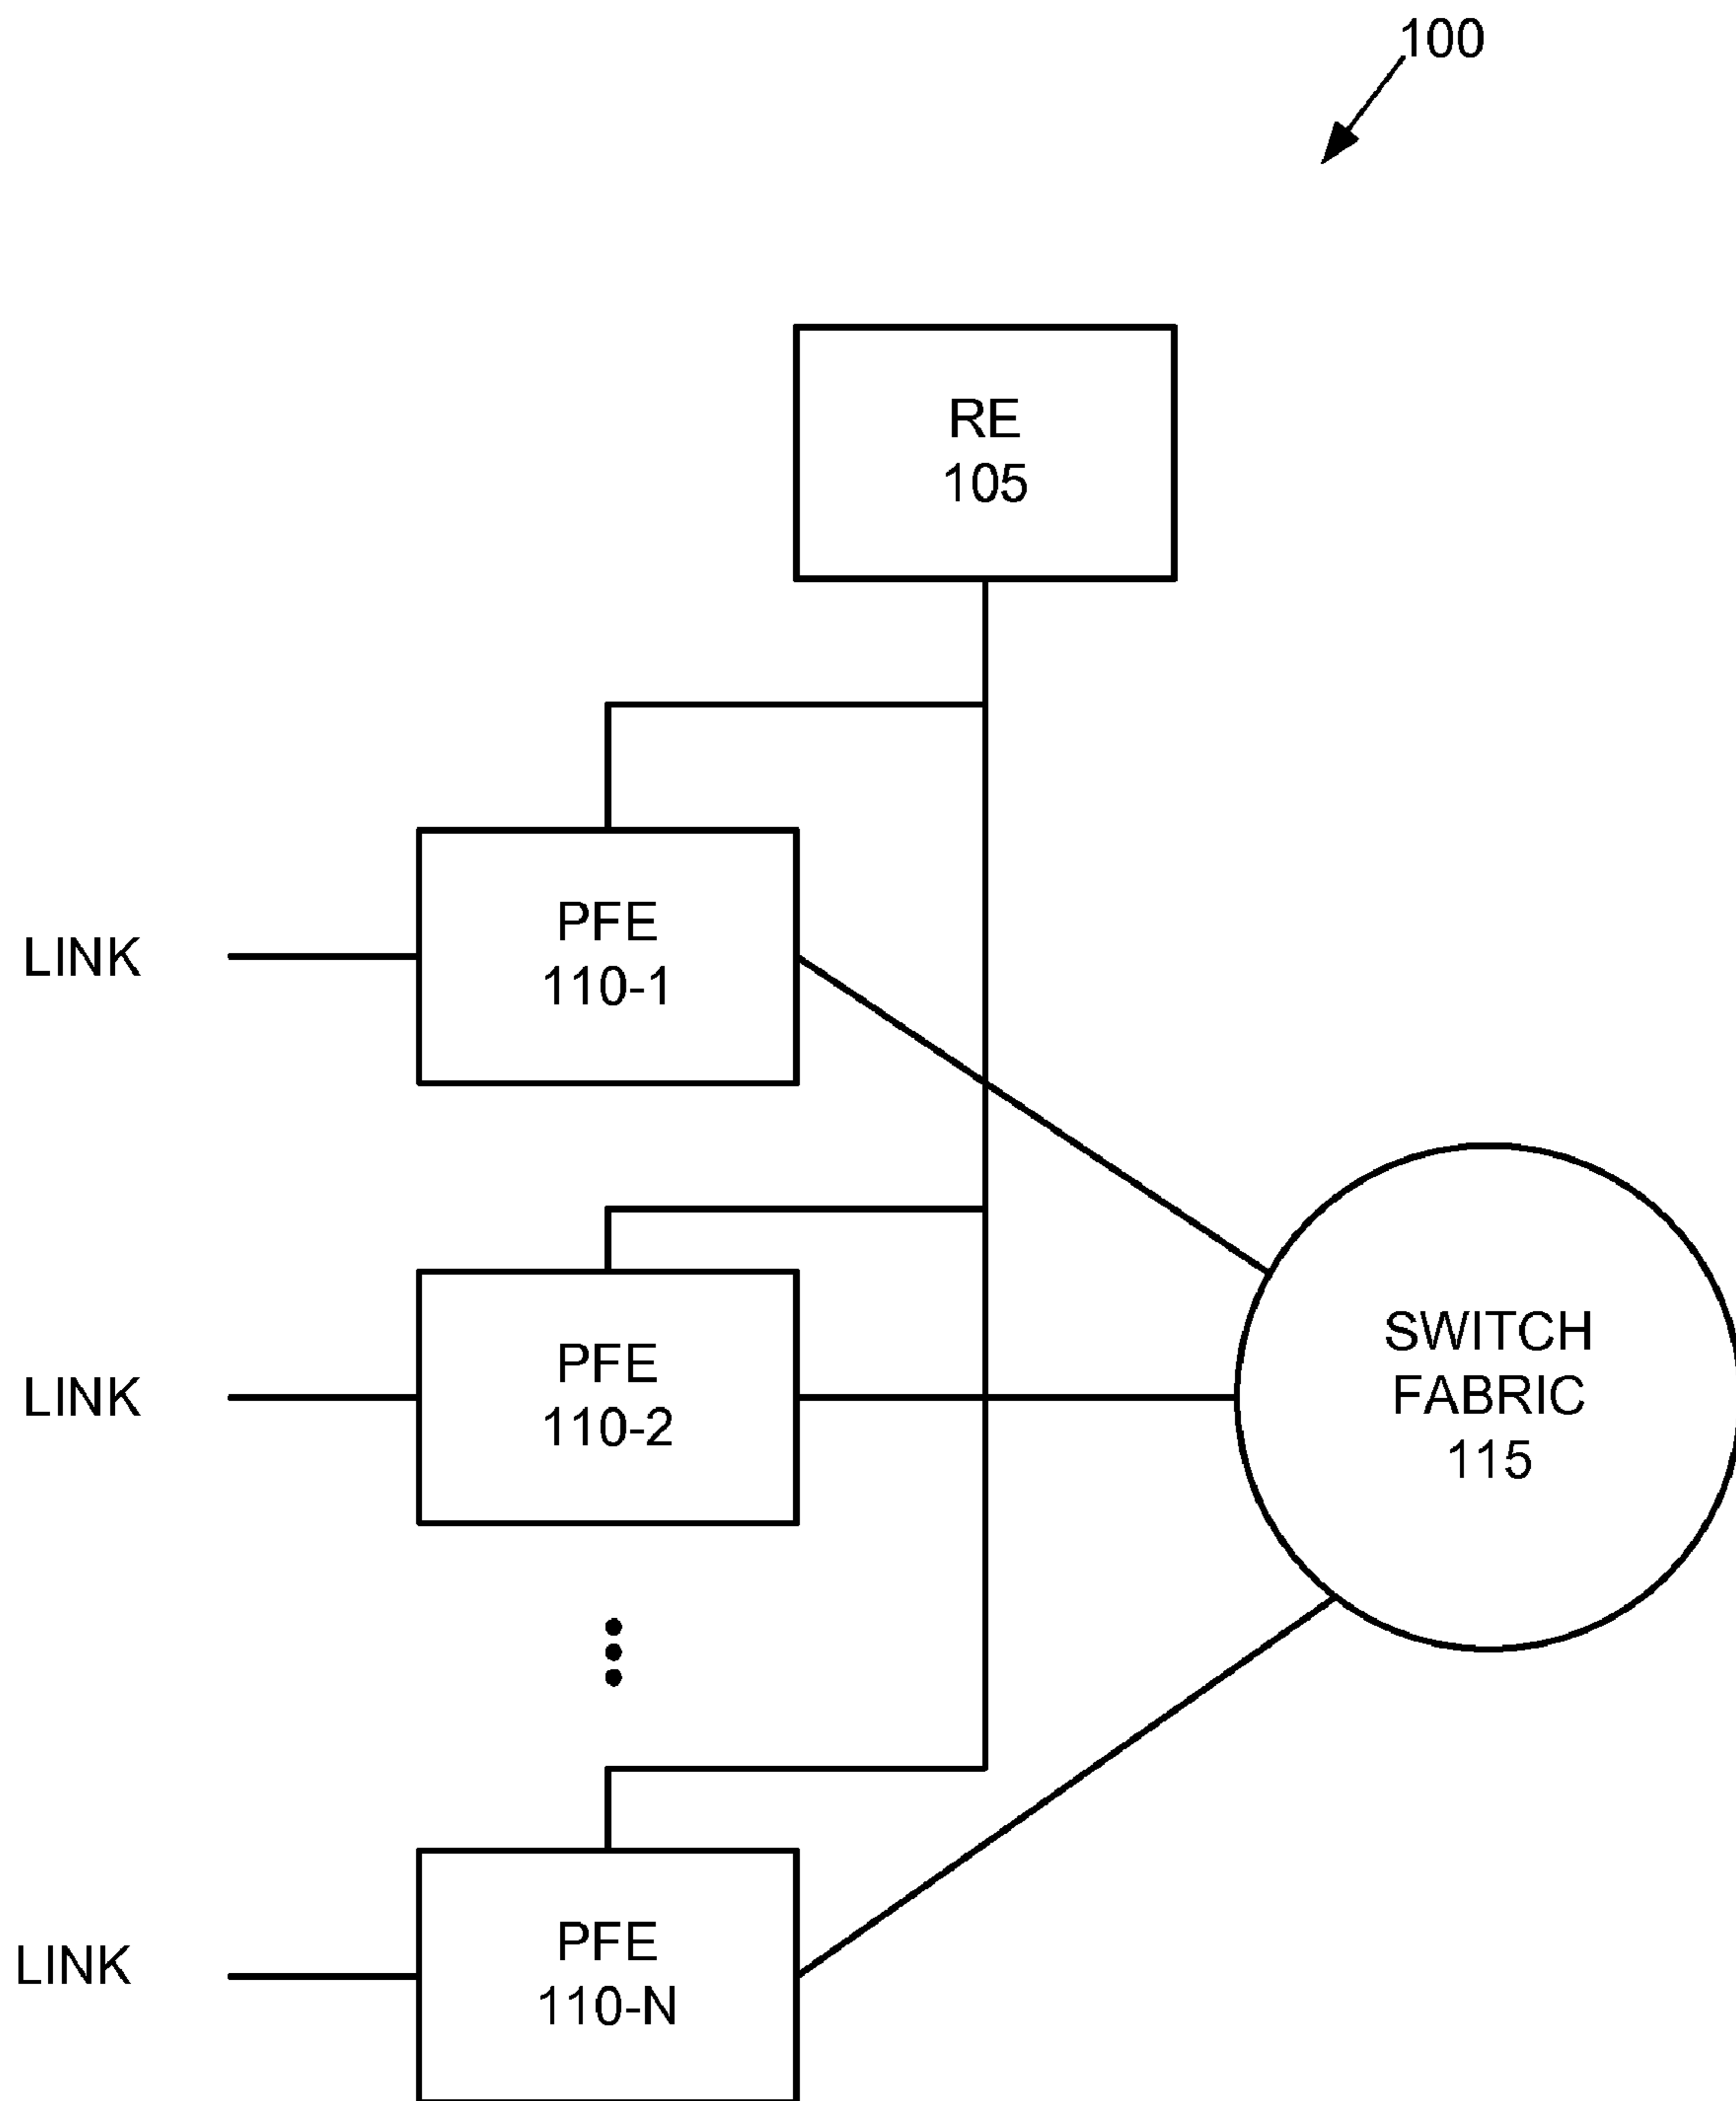 100
RE
105
PFE
110-1
LINK
PFE
110-2
LINK
SWITCH
FABRIC
115
PFE
110-N
LINK